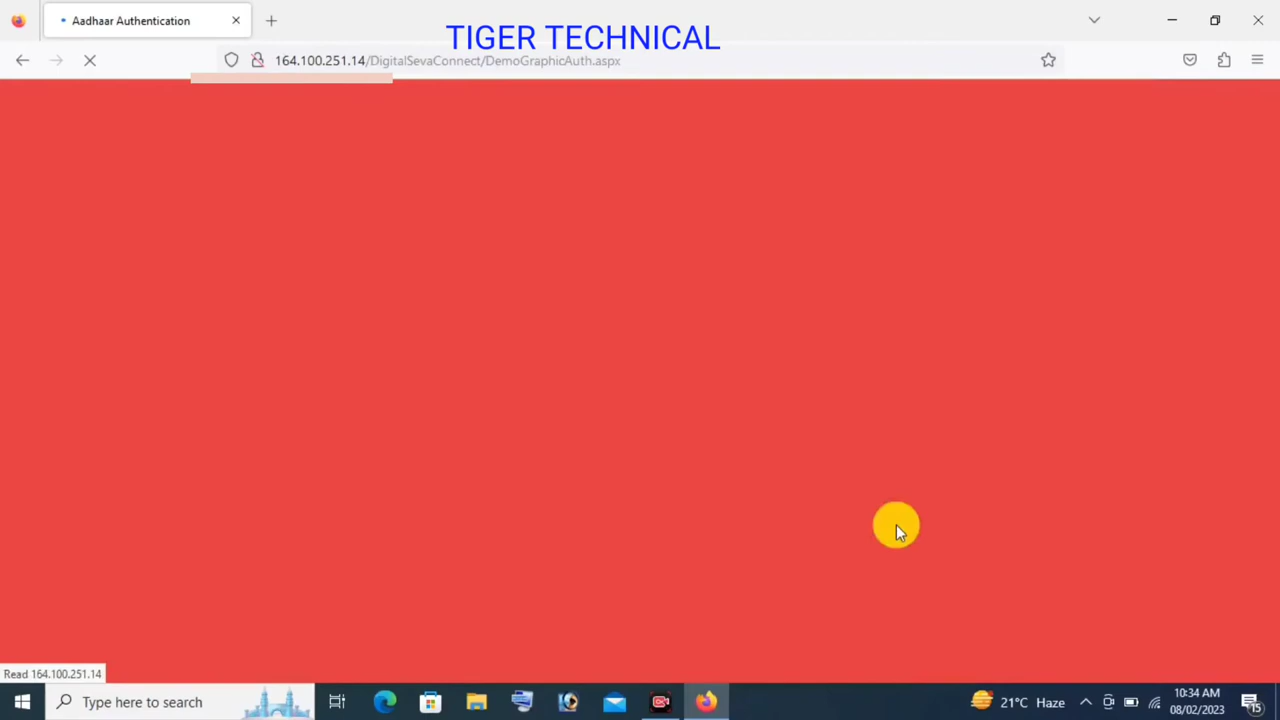 Aadhaar Authentication
TIGER TECHNICAL
164.100.251.14/DigitalSevaConnect/DemoGraphicAuth.aspx
Read 164.100.251.14
Type here to search
21°C Haze
10:34 AM
08/02/2023
15